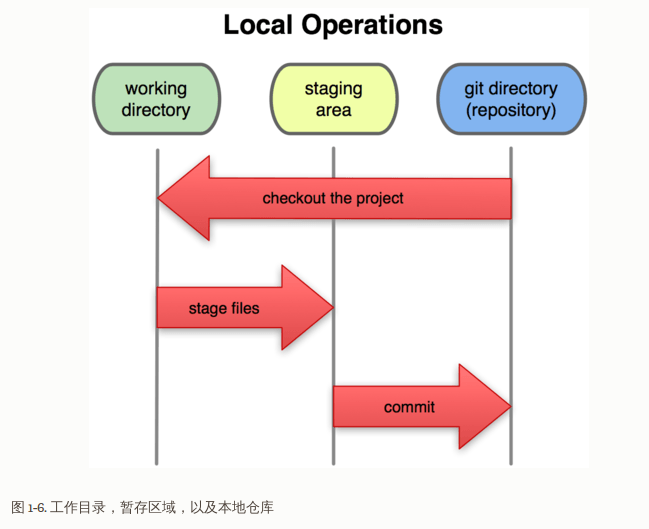 Local Operations
working
directory
staging
area
git directory
(repository)
checkout the project
stage files
commit
图 1-6. 工作目录，暂存区域，以及本地仓库